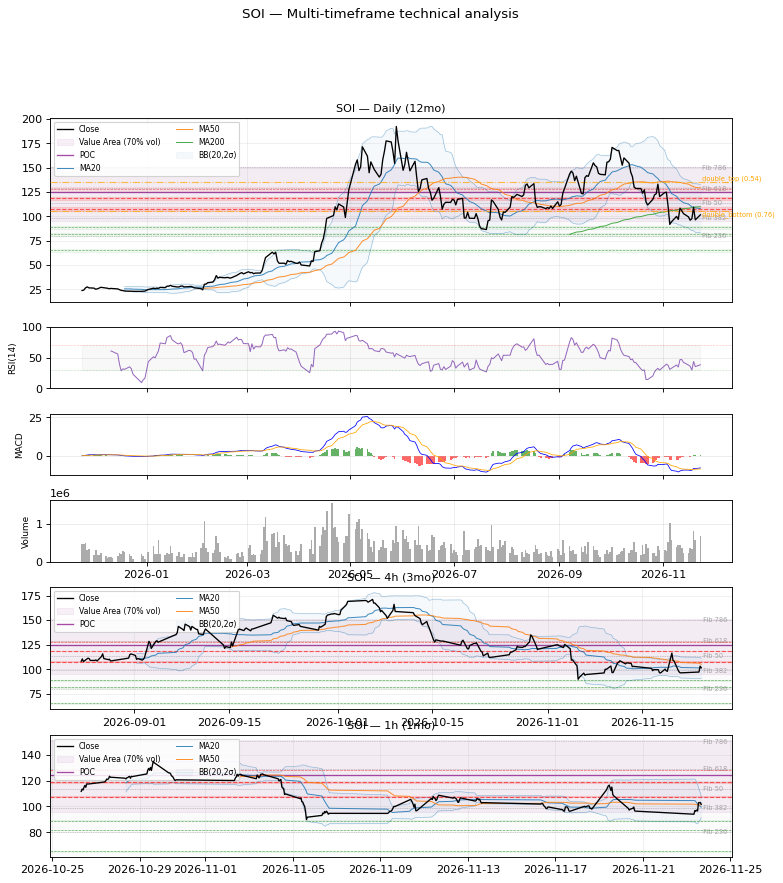 SOI — Multi-timeframe technical analysis
SOI — Daily (12mo)
200
175
150
125
100
75
50
25
Close
Value Area (70% vol)
POC
MA20
MA50
MA200
BB(20,2σ)
Fib 786
double_top (0.54)
Fib 618
Fib 50
double_bottom (0.76)
Fib 382
Fib 236
100
50
0
RSI(14)
25
0
MACD
1e6
1
0
Volume
2026-01
2026-03
2026-05
2026-07
2026-09
2026-11
SOI — 4h (3mo)
175
150
125
100
75
Close
Value Area (70% vol)
POC
MA20
MA50
BB(20,2σ)
Fib 786
Fib 618
Fib 50
Fib 382
Fib 236
2026-09-01
2026-09-15
2026-10-01
2026-10-15
2026-11-01
2026-11-15
SOI — 1h (1mo)
140
120
100
80
Close
Value Area (70% vol)
POC
MA20
MA50
BB(20,2σ)
Fib 786
Fib 618
Fib 50
Fib 382
Fib 236
2026-10-25
2026-10-29
2026-11-01
2026-11-05
2026-11-09
2026-11-13
2026-11-17
2026-11-21
2026-11-25